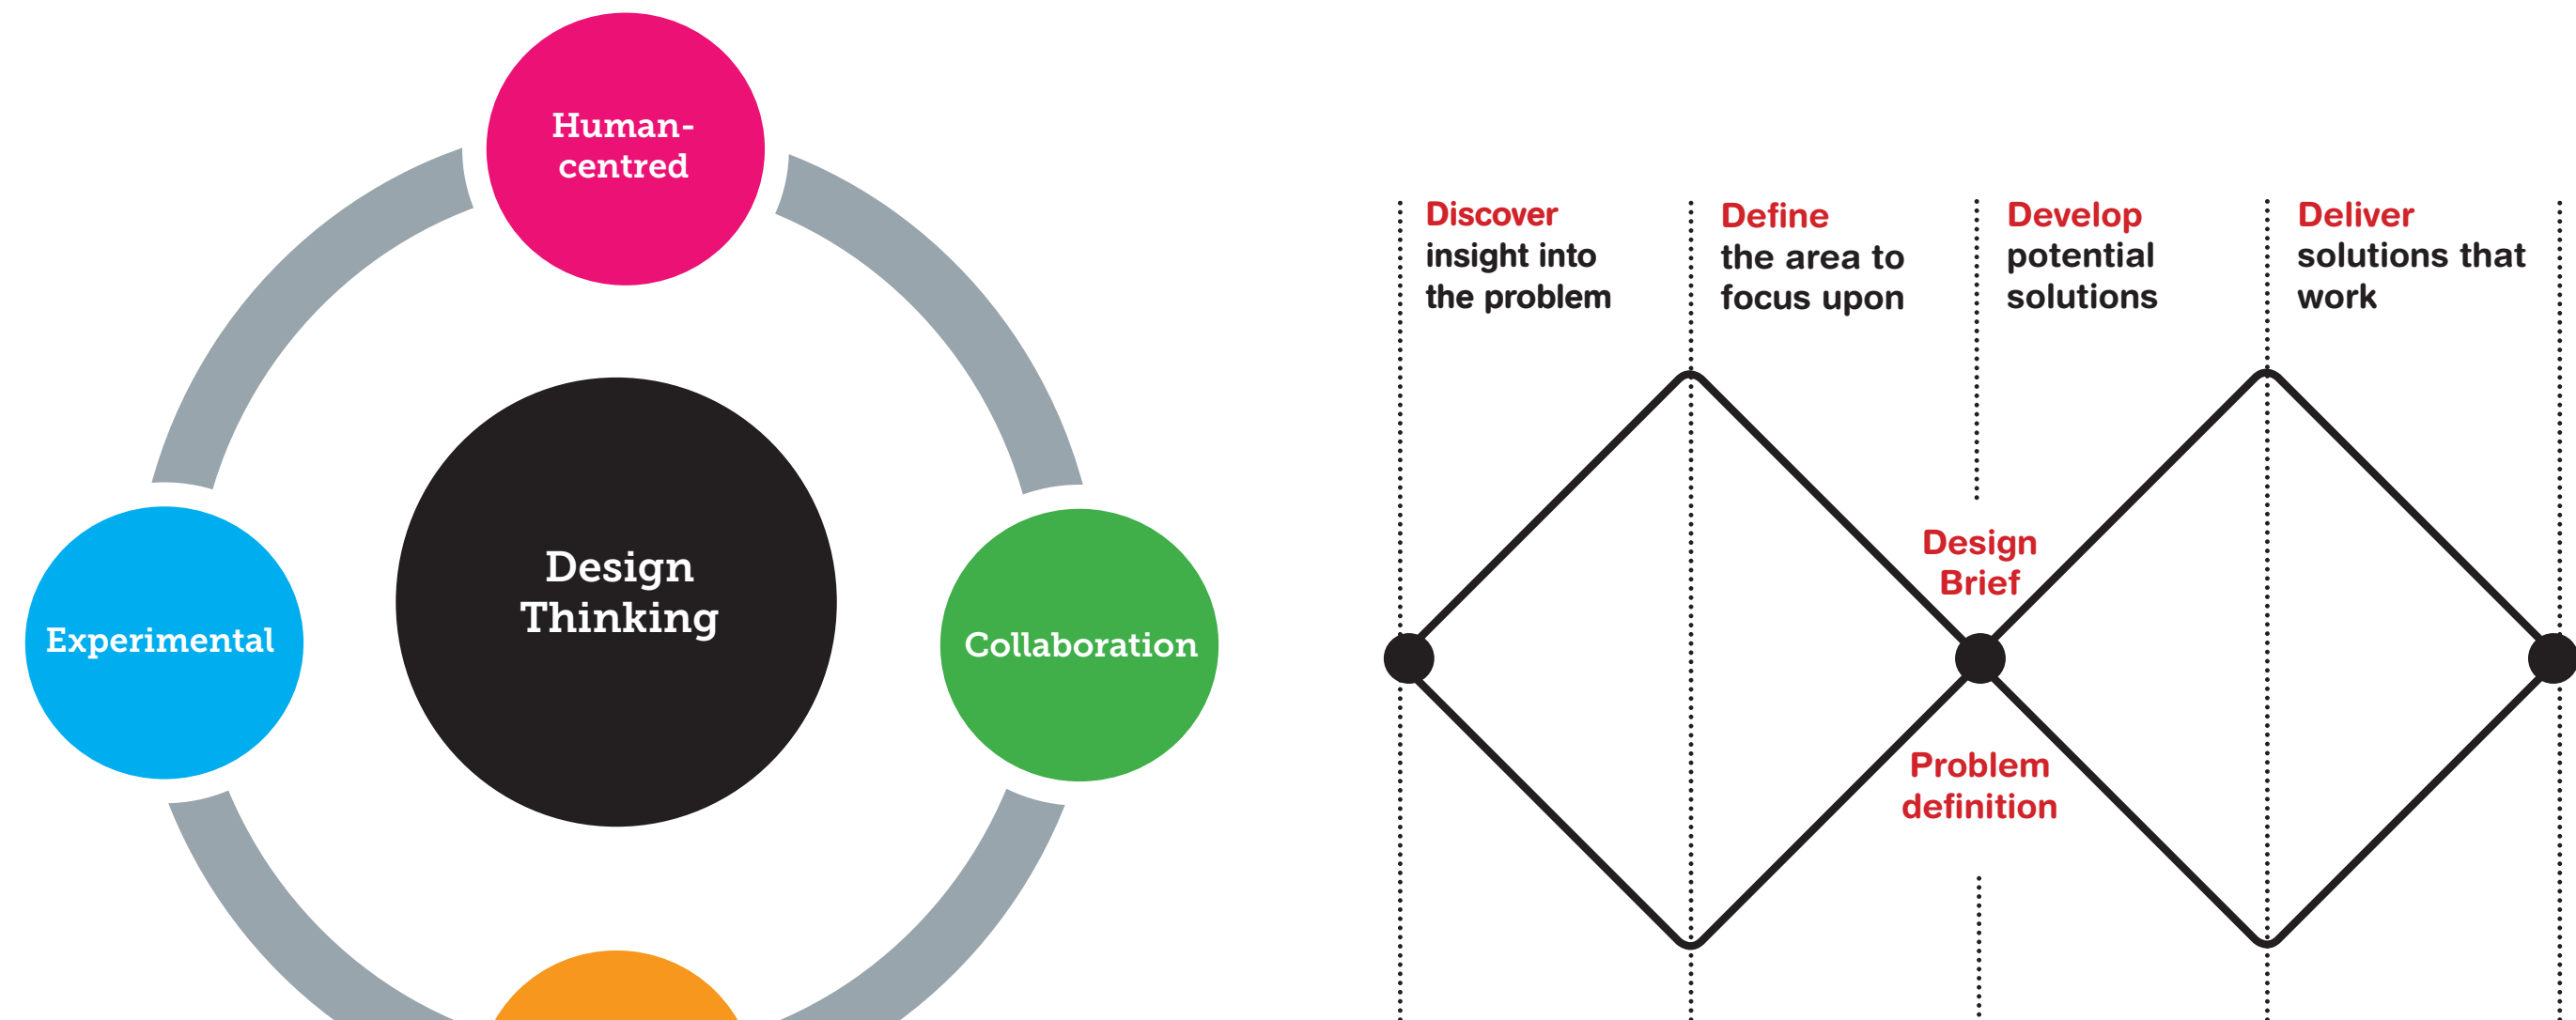 Human-
centred
Design
Thinking
Experimental
Collaboration
Discover
insight into
the problem
Define
the area to
focus upon
Develop
potential
solutions
Deliver
solutions that
work
Design
Brief
Problem
definition